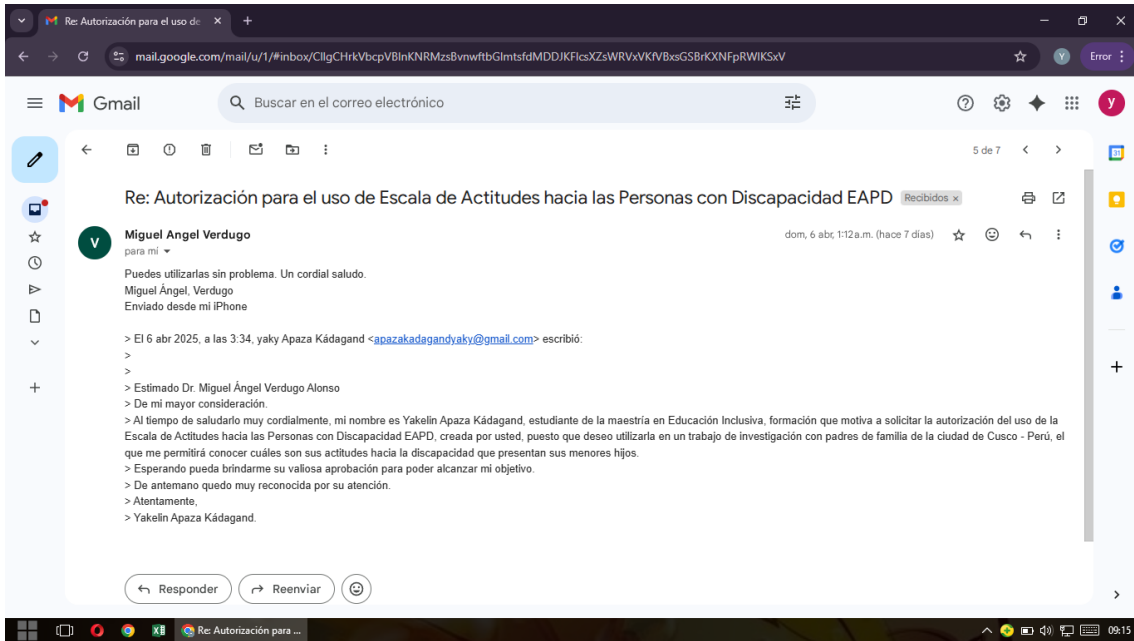 Re: Autorización para el uso de
mail.google.com/mail/u/1/#inbox/
Error
Gmail
Buscar en el correo electrónico
y
5 de 7
Re: Autorización para el uso de Escala de Actitudes hacia las Personas con Discapacidad EAPD Recibidos x
V
Miguel Angel Verdugo
dom, 6 abr, 1:12 a.m. (hace 7 días)
para mí
Puedes utilizarlas sin problema. Un cordial saludo.
Miguel Ángel, Verdugo
Enviado desde mi iPhone
> El 6 abr 2025, a las 3:34, yaky Apaza Kádagand <apazakadagandyaky@gmail.com> escribió:
>
>
> Estimado Dr. Miguel Ángel Verdugo Alonso
> De mi mayor consideración.
> Al tiempo de saludarlo muy cordialmente, mi nombre es Yakelin Apaza Kádagand, estudiante de la maestría en Educación Inclusiva, formación que motiva a solicitar la autorización del uso de la
Escala de Actitudes hacia las Personas con Discapacidad EAPD, creada por usted, puesto que deseo utilizarla en un trabajo de investigación con padres de familia de la ciudad de Cusco - Perú, el
que me permitirá conocer cuáles son sus actitudes hacia la discapacidad que presentan sus menores hijos.
> Esperando pueda brindarme su valiosa aprobación para poder alcanzar mi objetivo.
> De antemano quedo muy reconocida por su atención.
> Atentamente,
> Yakelin Apaza Kádagand.
Responder
Reenviar
Re: Autorización para ...
09:15